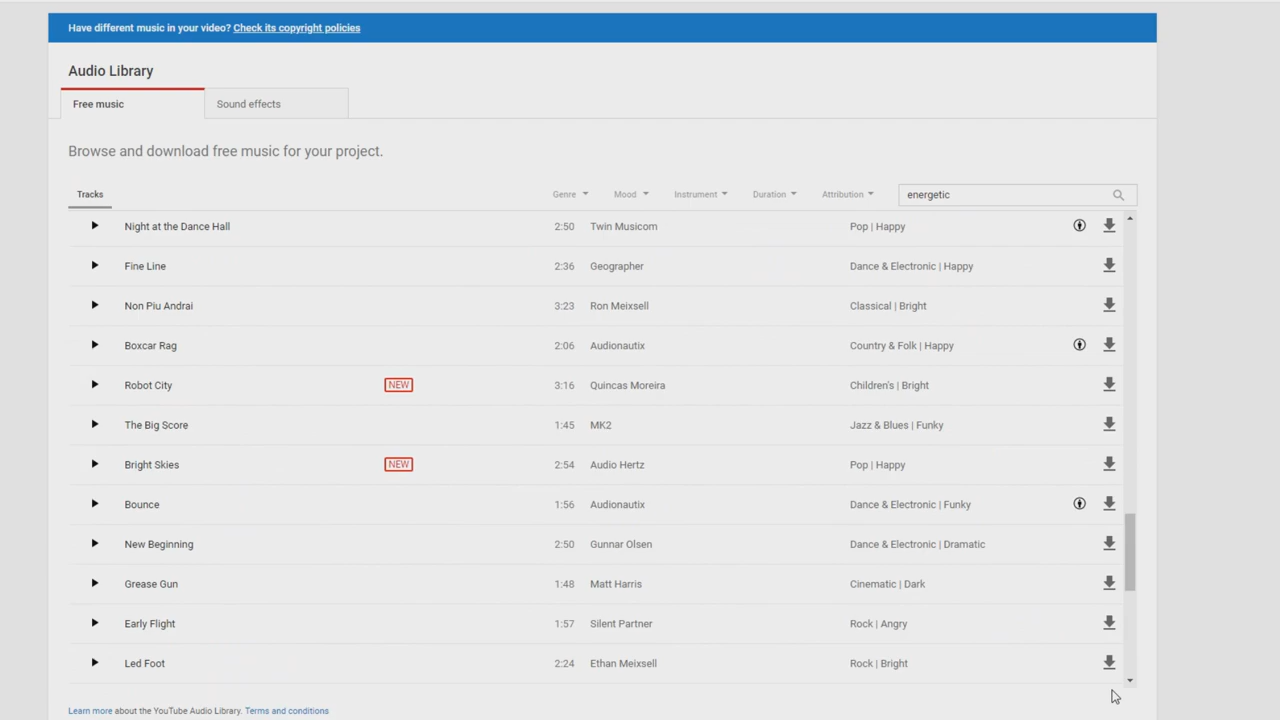 Have different music in your video? Check its copyright policies
Audio Library
Free music Sound effects
Browse and download free music for your project.
Tracks Genre Mood Instrument Duration Attribution energetic
Night at the Dance Hall 2:50 Twin Musicom Pop | Happy
Fine Line 2:36 Geographer Dance & Electronic | Happy
Non Piu Andrai 3:23 Ron Meixsell Classical | Bright
Boxcar Rag 2:06 Audionautix Country & Folk | Happy
Robot City NEW 3:16 Quincas Moreira Children's | Bright
The Big Score 1:45 MK2 Jazz & Blues | Funky
Bright Skies NEW 2:54 Audio Hertz Pop | Happy
Bounce 1:56 Audionautix Dance & Electronic | Funky
New Beginning 2:50 Gunnar Olsen Dance & Electronic | Dramatic
Grease Gun 1:48 Matt Harris Cinematic | Dark
Early Flight 1:57 Silent Partner Rock | Angry
Led Foot 2:24 Ethan Meixsell Rock | Bright
Learn more about the YouTube Audio Library. Terms and conditions